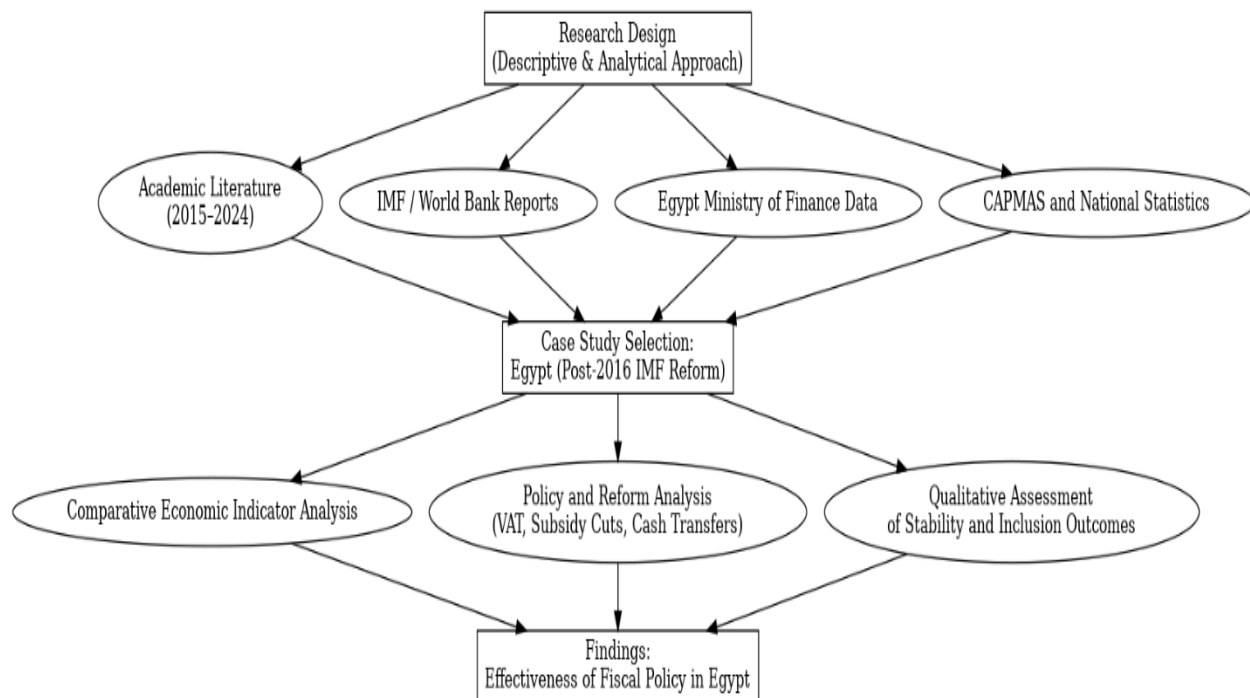 Research Design
(Descriptive & Analytical Approach)
Academic Literature
(2015–2024)
IMF / World Bank Reports
Egypt Ministry of Finance Data
CAPMAS and National Statistics
Case Study Selection:
Egypt (Post-2016 IMF Reform)
Comparative Economic Indicator Analysis
Policy and Reform Analysis
(VAT, Subsidy Cuts, Cash Transfers)
Qualitative Assessment
of Stability and Inclusion Outcomes
Findings:
Effectiveness of Fiscal Policy in Egypt